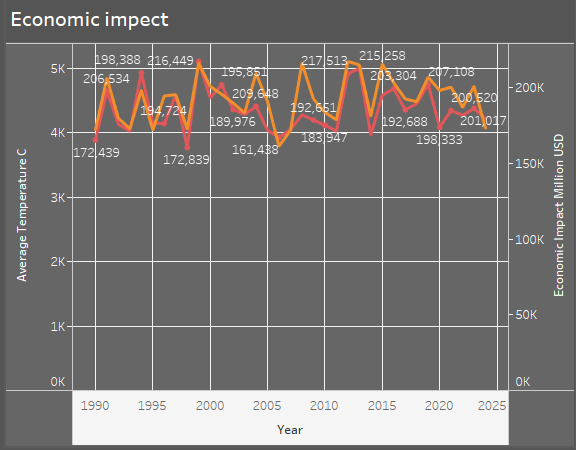 Economic impect
198,388 216,449 217,513 215,258
5K
206,534 195,851 203,304 207,108
200K
209,648 200,520
194,724 192,651
189,976 192,688 201,017
4K
172,439 172,839 161,438 183,947 198,333
150K
3K
Average Temperature C
Economic Impact Million USD
2K
100K
1K
50K
0K
0K
1990 1995 2000 2005 2010 2015 2020 2025
Year